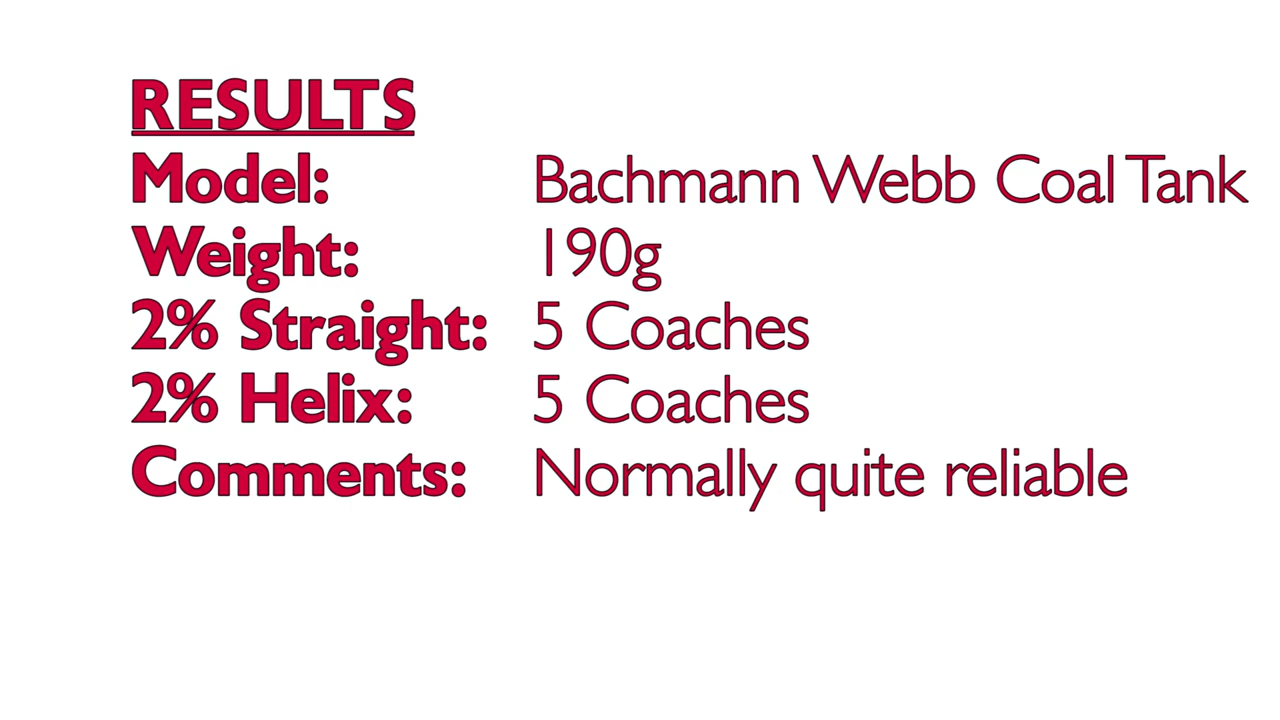 RESULTS
Model: Bachmann Webb Coal Tank
Weight: 190g
2% Straight: 5 Coaches
2% Helix: 5 Coaches
Comments: Normally quite reliable